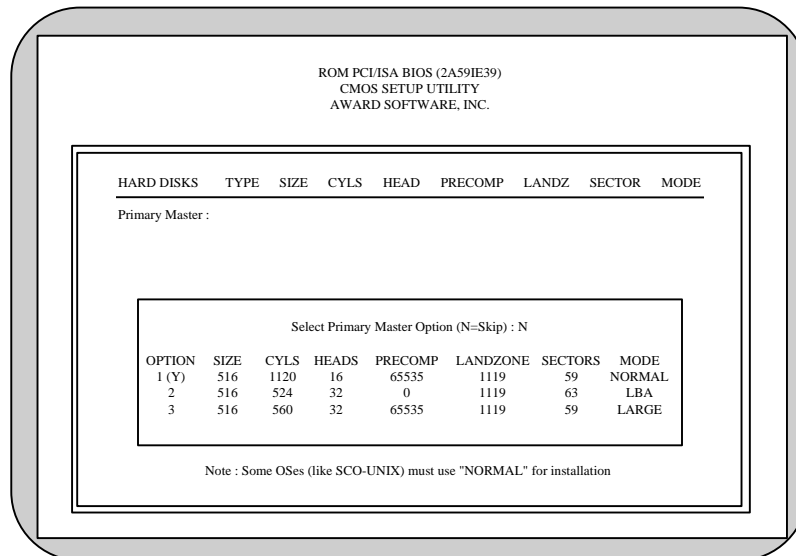 ROM PCI/ISA BIOS (2A59IE39)
CMOS SETUP UTILITY
AWARD SOFTWARE, INC.
HARD DISKS TYPE SIZE CYLS HEAD PRECOMP LANDZ SECTOR MODE
Primary Master :
Select Primary Master Option (N=Skip) : N
OPTION SIZE CYLS HEADS PRECOMP LANDZONE SECTORS MODE
1 (Y) 516 1120 16 65535 1119 59 NORMAL
2 516 524 32 0 1119 63 LBA
3 516 560 32 65535 1119 59 LARGE
Note : Some OSes (like SCO-UNIX) must use "NORMAL" for installation